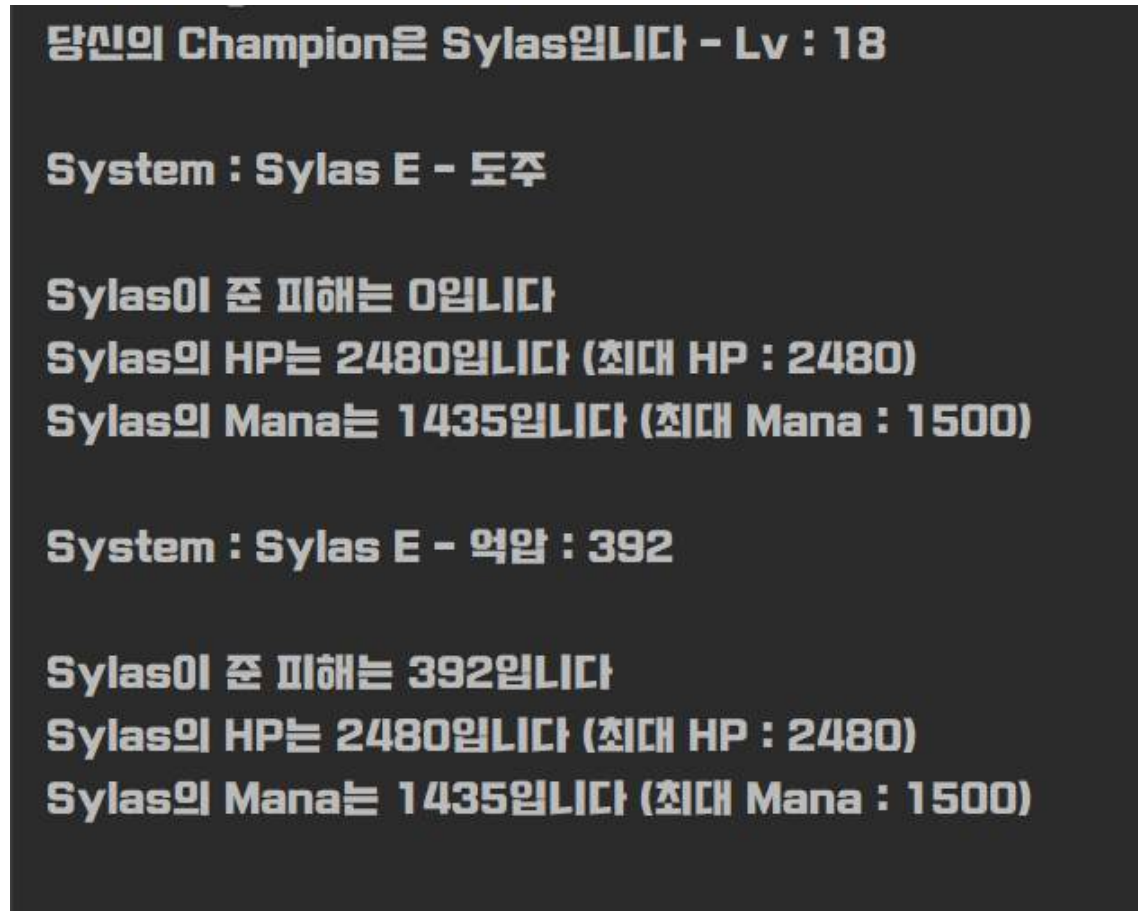 당신의 Champion은 Sylas입니다 - Lv : 18
System : Sylas E - 도주
Sylas이 준 피해는 0입니다
Sylas의 HP는 2480입니다 (최대 HP : 2480)
Sylas의 Mana는 1435입니다 (최대 Mana : 1500)
System : Sylas E - 억압 : 392
Sylas이 준 피해는 392입니다
Sylas의 HP는 2480입니다 (최대 HP : 2480)
Sylas의 Mana는 1435입니다 (최대 Mana : 1500)